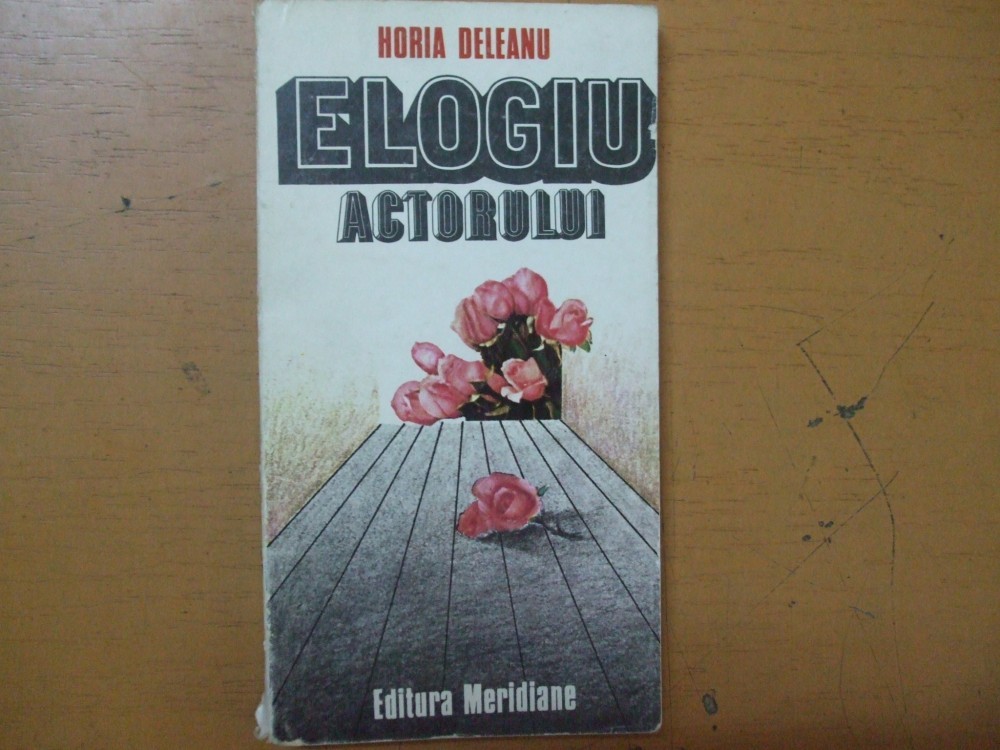 HORIA DELEANU
ELOGIU
ACTORULUI
Editura Meridiane